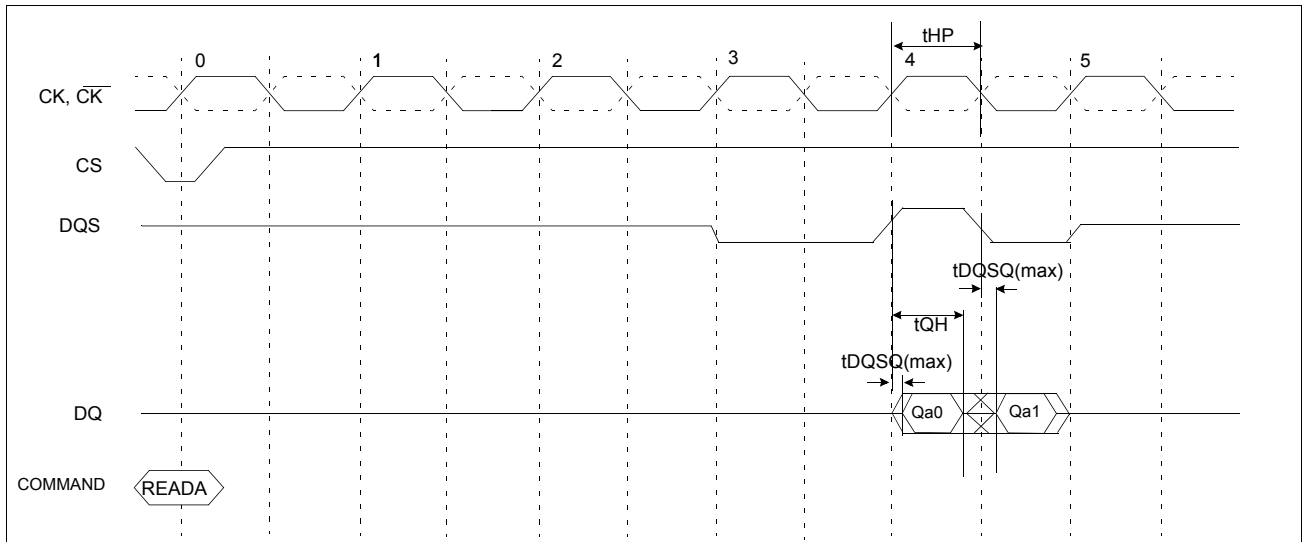 tHP
0 1 2 3 4 5
CK, C̅K̅
CS
DQS
tDQSQ(max)
tQH
tDQSQ(max)
DQ Qa0 Qa1
COMMAND READA